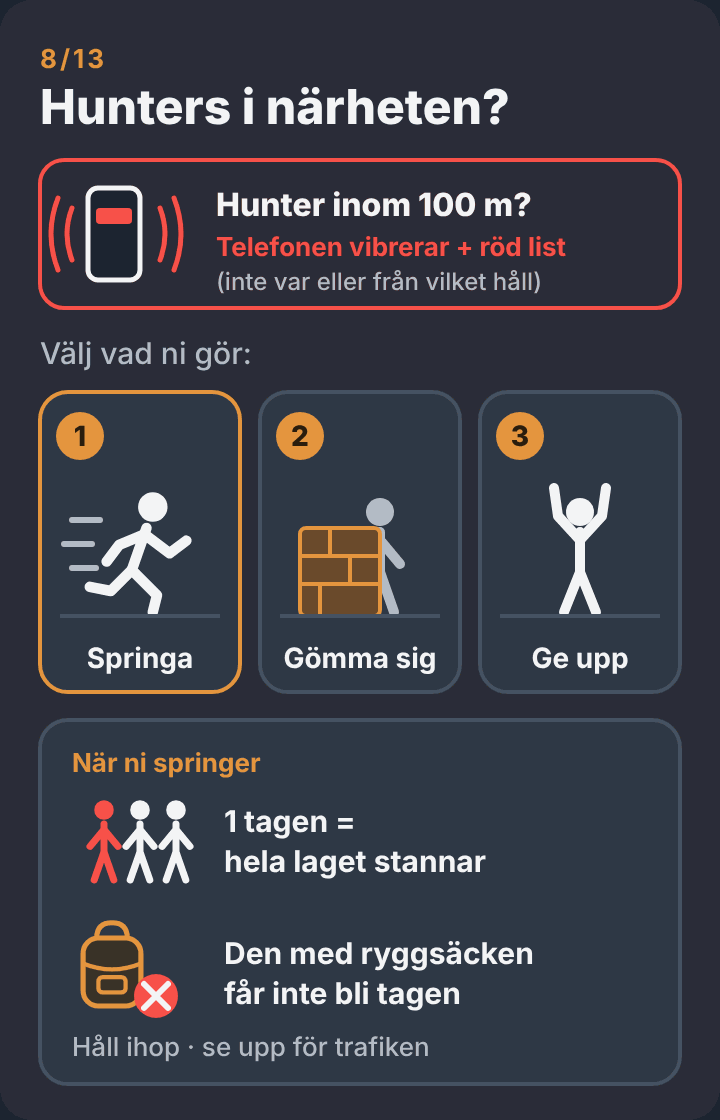 8/13
Hunters i närheten?
Hunter inom 100 m?
Telefonen vibrerar + röd list
(inte var eller från vilket håll)
Välj vad ni gör:
1
Springa
2
Gömma sig
3
Ge upp
När ni springer
1 tagen =
hela laget stannar
Den med ryggsäcken
får inte bli tagen
Håll ihop · se upp för trafiken